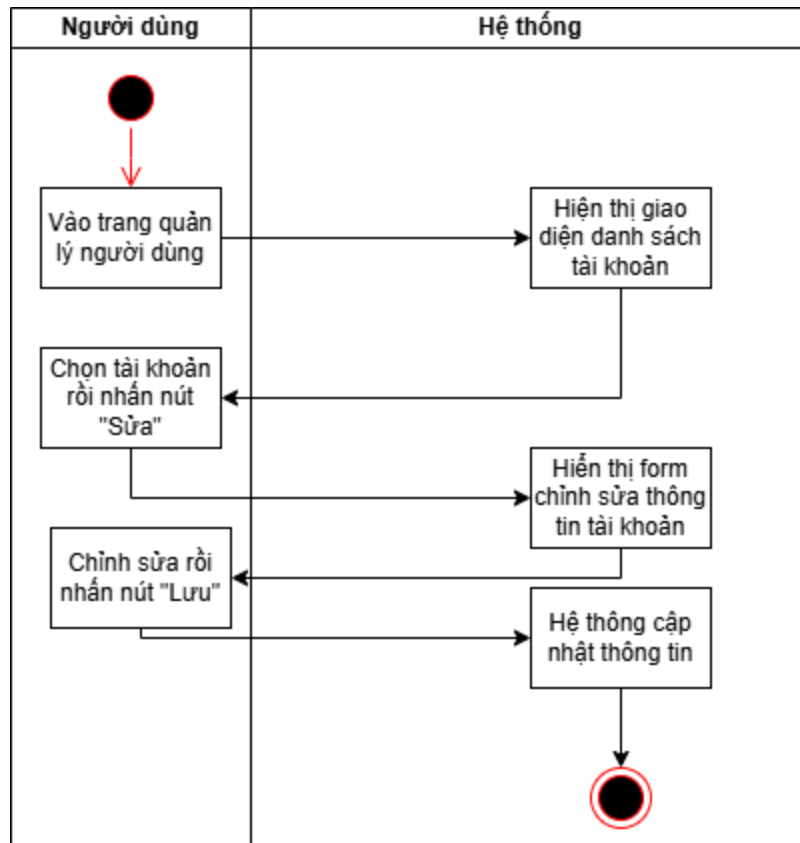 Người dùng
Hệ thống
Vào trang quản
lý người dùng
Hiện thị giao
diện danh sách
tài khoản
Chọn tài khoản
rồi nhấn nút
"Sửa"
Hiển thị form
chỉnh sửa thông
tin tài khoản
Chỉnh sửa rồi
nhấn nút "Lưu"
Hệ thông cập
nhật thông tin